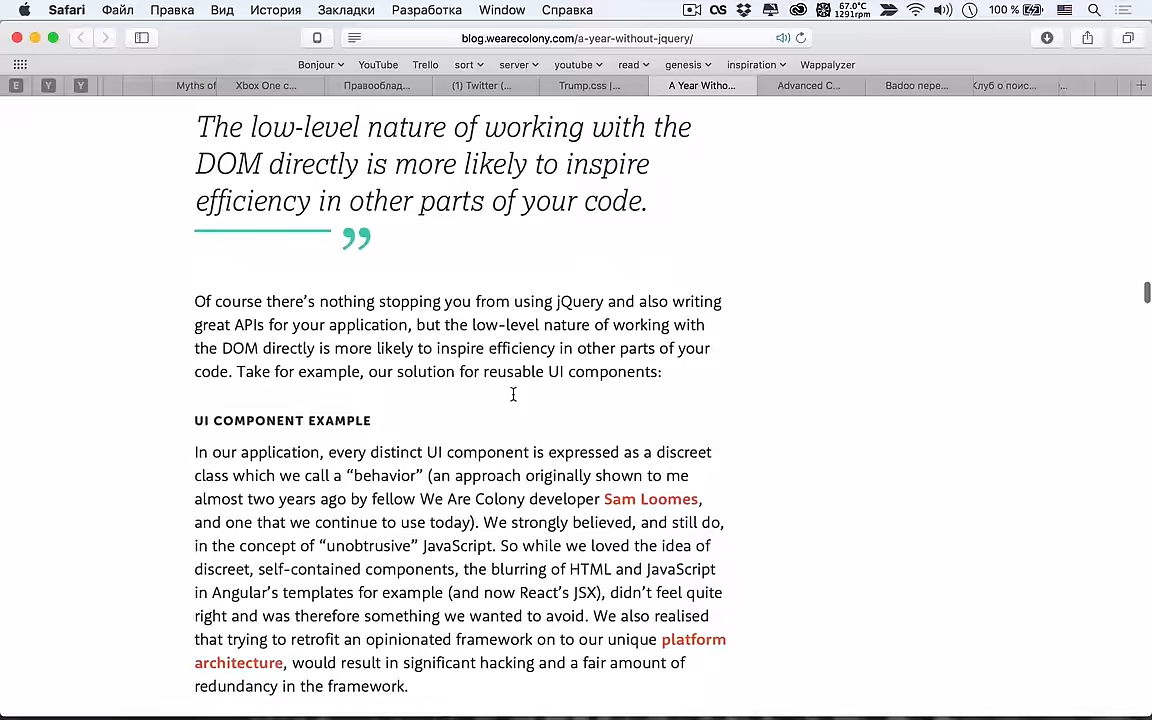 Safari Файл Правка Вид История Закладки Разработка Window Справка 67.0°C 1291rpm 100 %
blog.wearecolony.com/a-year-without-jquery/
Bonjour YouTube Trello sort server youtube read genesis inspiration Wappalyzer
E Y Y Myths of Xbox One c... Правооблад... (1) Twitter (... Trump.css |... A Year Witho... Advanced C... Badoo пере... Клуб о поис...
The low-level nature of working with the
DOM directly is more likely to inspire
efficiency in other parts of your code.
”
Of course there’s nothing stopping you from using jQuery and also writing
great APIs for your application, but the low-level nature of working with
the DOM directly is more likely to inspire efficiency in other parts of your
code. Take for example, our solution for reusable UI components:
UI COMPONENT EXAMPLE
In our application, every distinct UI component is expressed as a discreet
class which we call a “behavior” (an approach originally shown to me
almost two years ago by fellow We Are Colony developer Sam Loomes,
and one that we continue to use today). We strongly believed, and still do,
in the concept of “unobtrusive” JavaScript. So while we loved the idea of
discreet, self-contained components, the blurring of HTML and JavaScript
in Angular’s templates for example (and now React’s JSX), didn’t feel quite
right and was therefore something we wanted to avoid. We also realised
that trying to retrofit an opinionated framework on to our unique platform
architecture, would result in significant hacking and a fair amount of
redundancy in the framework.